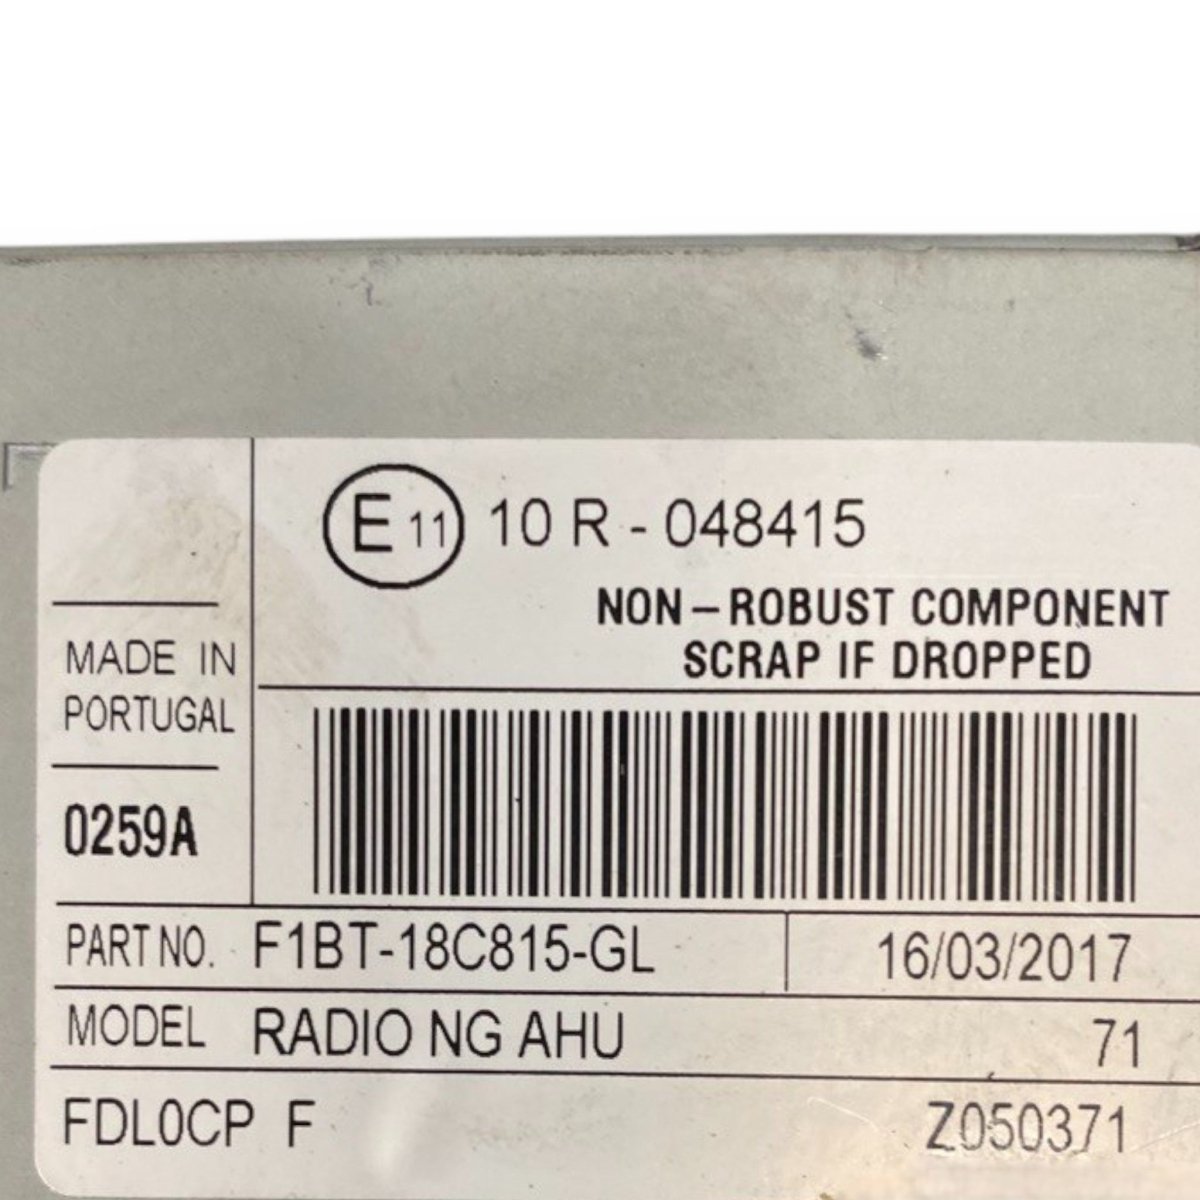 E 11 10 R - 048415
NON-ROBUST COMPONENT
SCRAP IF DROPPED
MADE IN
PORTUGAL
0259A
PART NO. F1BT-18C815-GL 16/03/2017
MODEL RADIO NG AHU 71
FDL0CP F Z050371